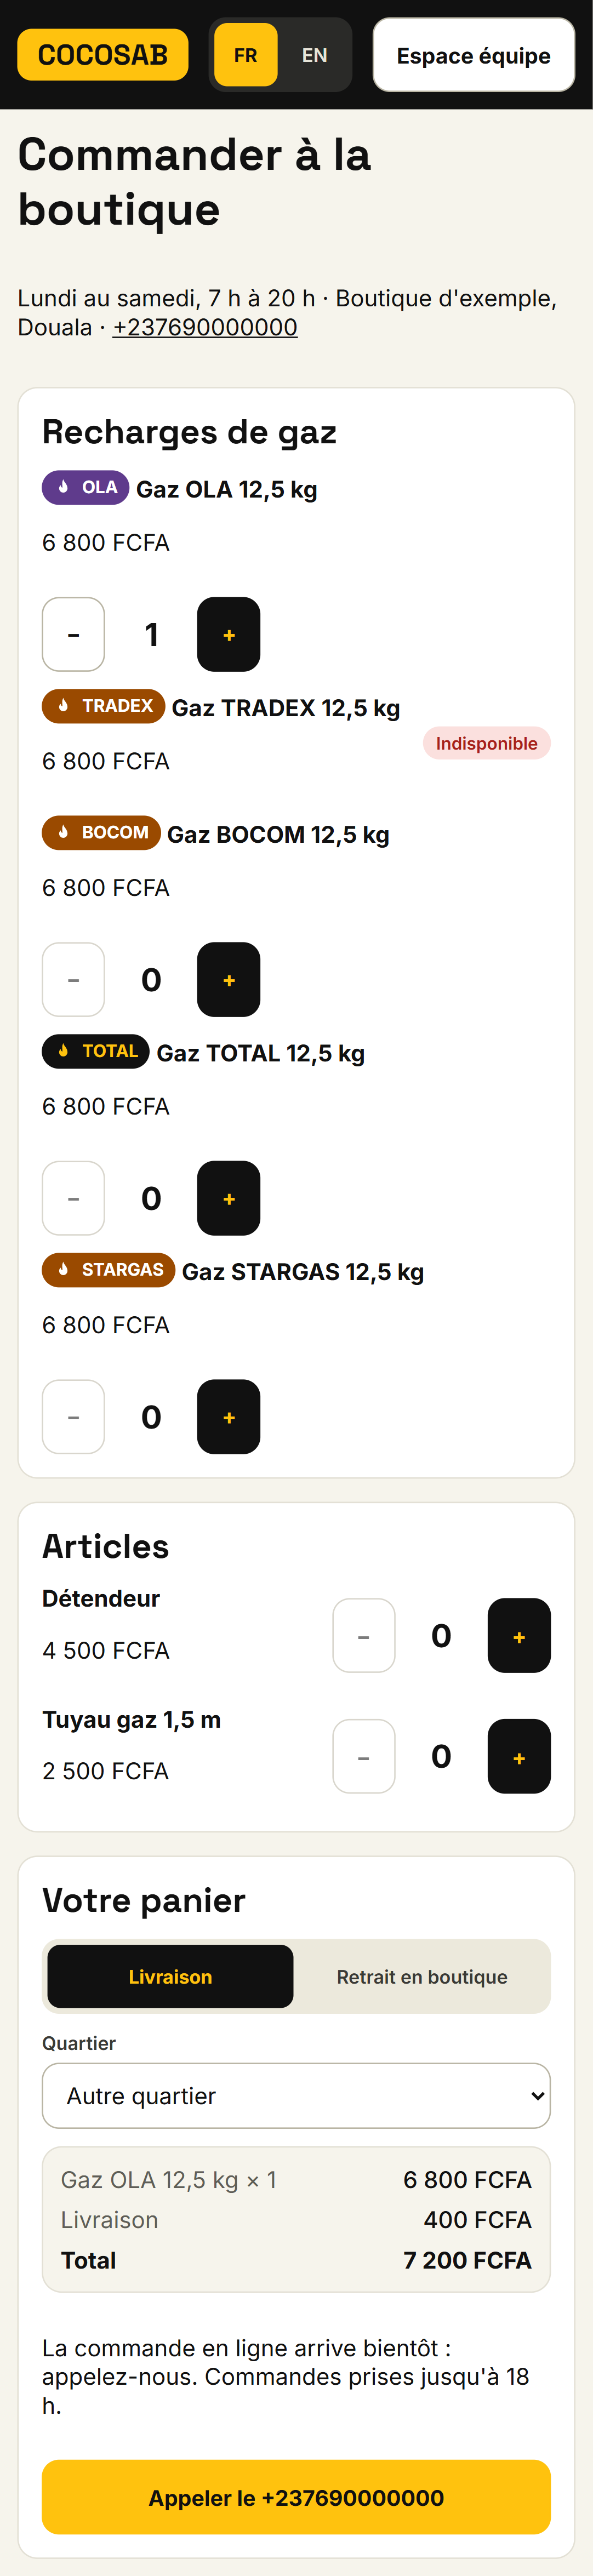 COCOSAB
FR
EN
Espace équipe
Commander à la
boutique
Lundi au samedi, 7 h à 20 h · Boutique d'exemple,
Douala · +237690000000
Recharges de gaz
OLA Gaz OLA 12,5 kg
6 800 FCFA
− 1 +
TRADEX Gaz TRADEX 12,5 kg
Indisponible
6 800 FCFA
BOCOM Gaz BOCOM 12,5 kg
6 800 FCFA
− 0 +
TOTAL Gaz TOTAL 12,5 kg
6 800 FCFA
− 0 +
STARGAS Gaz STARGAS 12,5 kg
6 800 FCFA
− 0 +
Articles
Détendeur
4 500 FCFA
− 0 +
Tuyau gaz 1,5 m
2 500 FCFA
− 0 +
Votre panier
Livraison
Retrait en boutique
Quartier
Autre quartier
Gaz OLA 12,5 kg × 1 6 800 FCFA
Livraison 400 FCFA
Total 7 200 FCFA
La commande en ligne arrive bientôt :
appelez-nous. Commandes prises jusqu'à 18
h.
Appeler le +237690000000